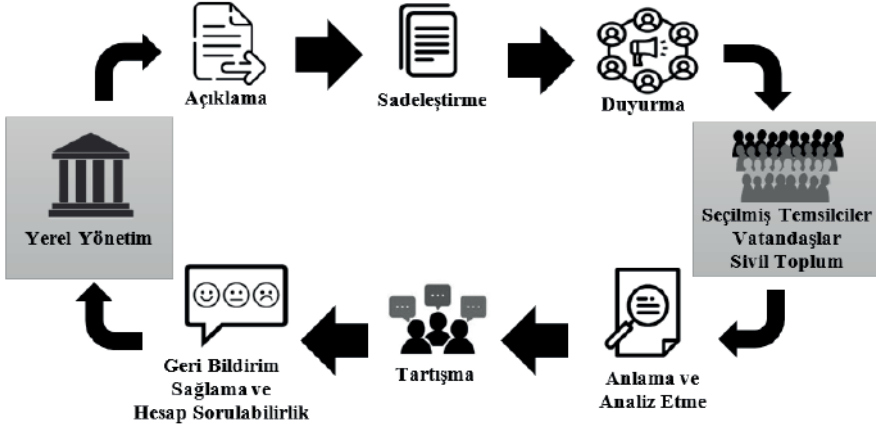 Açıklama
Sadeleştirme
Duyurma
Yerel Yönetim
Seçilmiş Temsilciler
Vatandaşlar
Sivil Toplum
Geri Bildirim
Sağlama ve
Hesap Sorulabilirlik
Tartışma
Anlama ve
Analiz Etme